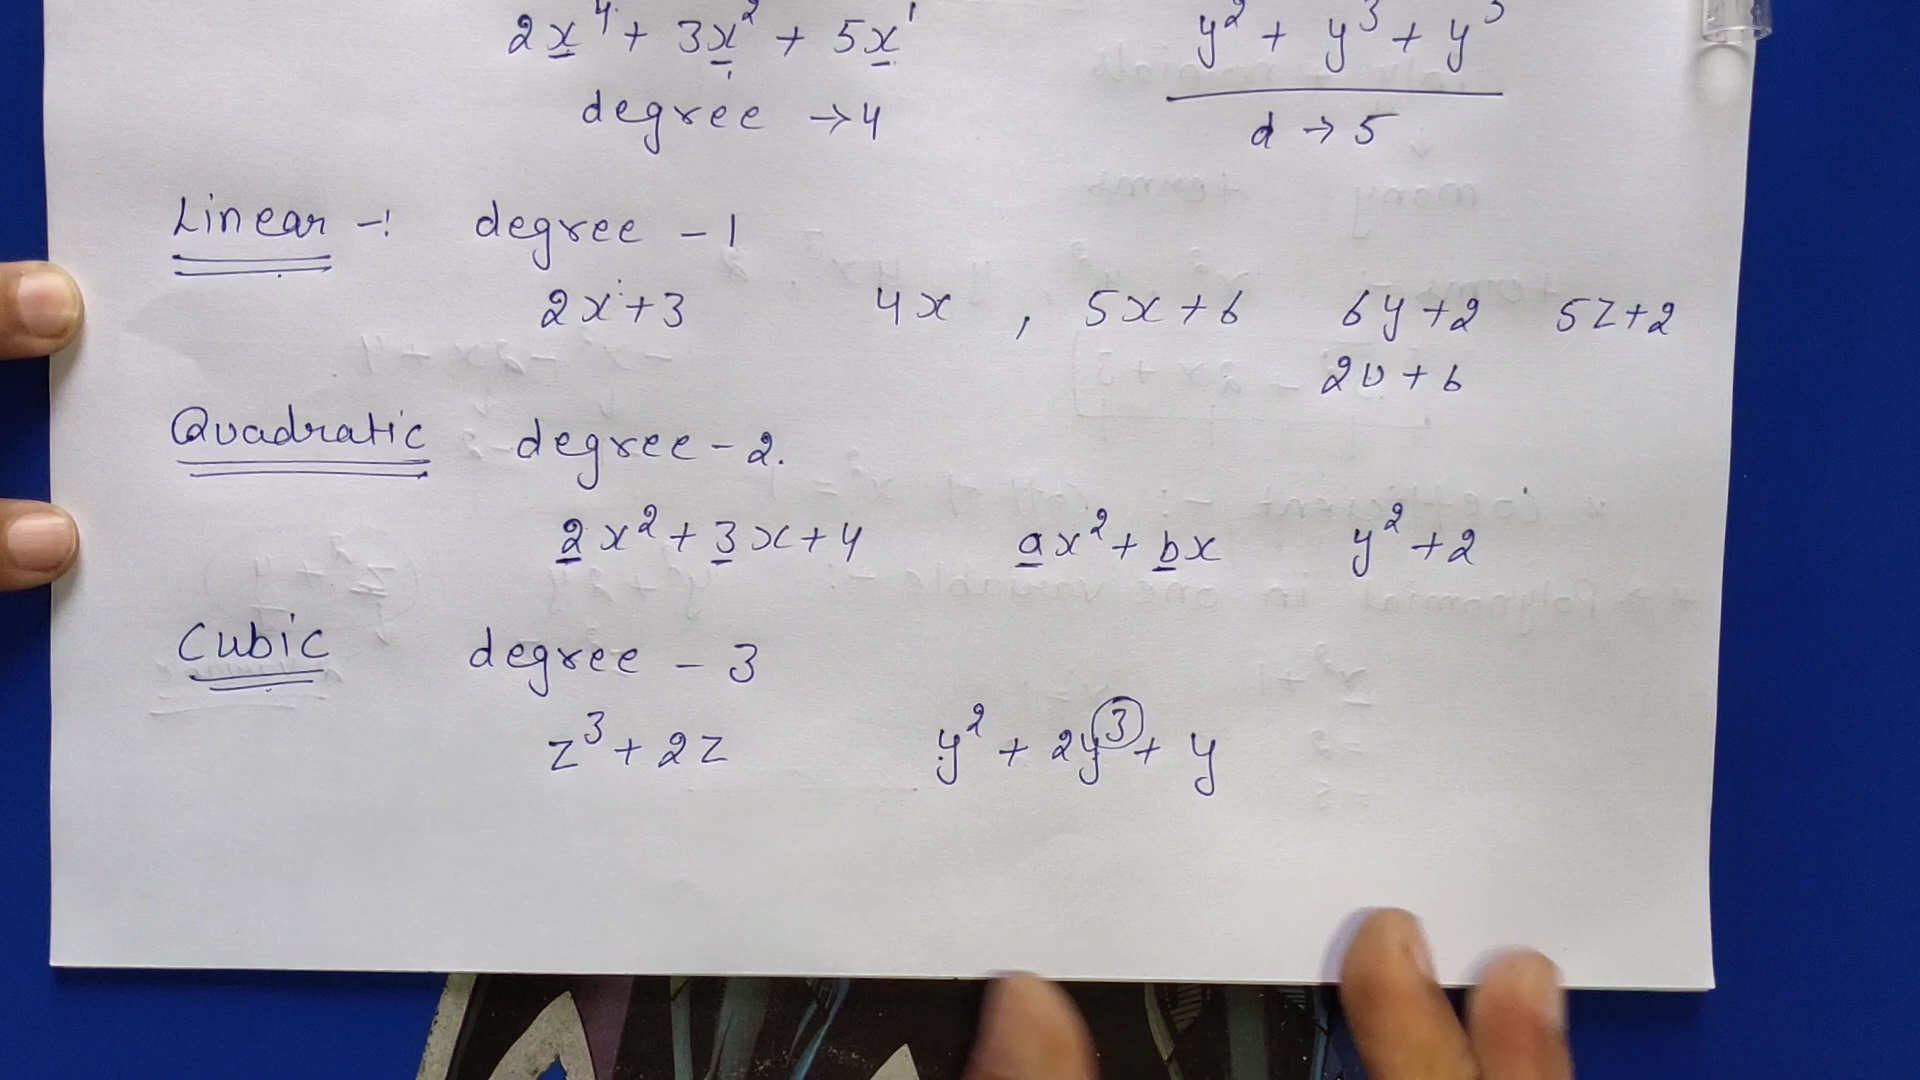 2x⁴ + 3x² + 5x¹ y² + y³ + y⁵
degree → 4 d → 5
Linear -: degree - 1
2x+3 4x , 5x+6 6y+2 5z+2
2u+6
Quadratic degree - 2.
2x² + 3x + 4 ax² + bx y² + 2
Cubic degree - 3
z³ + 2z y² + 2y³ + y